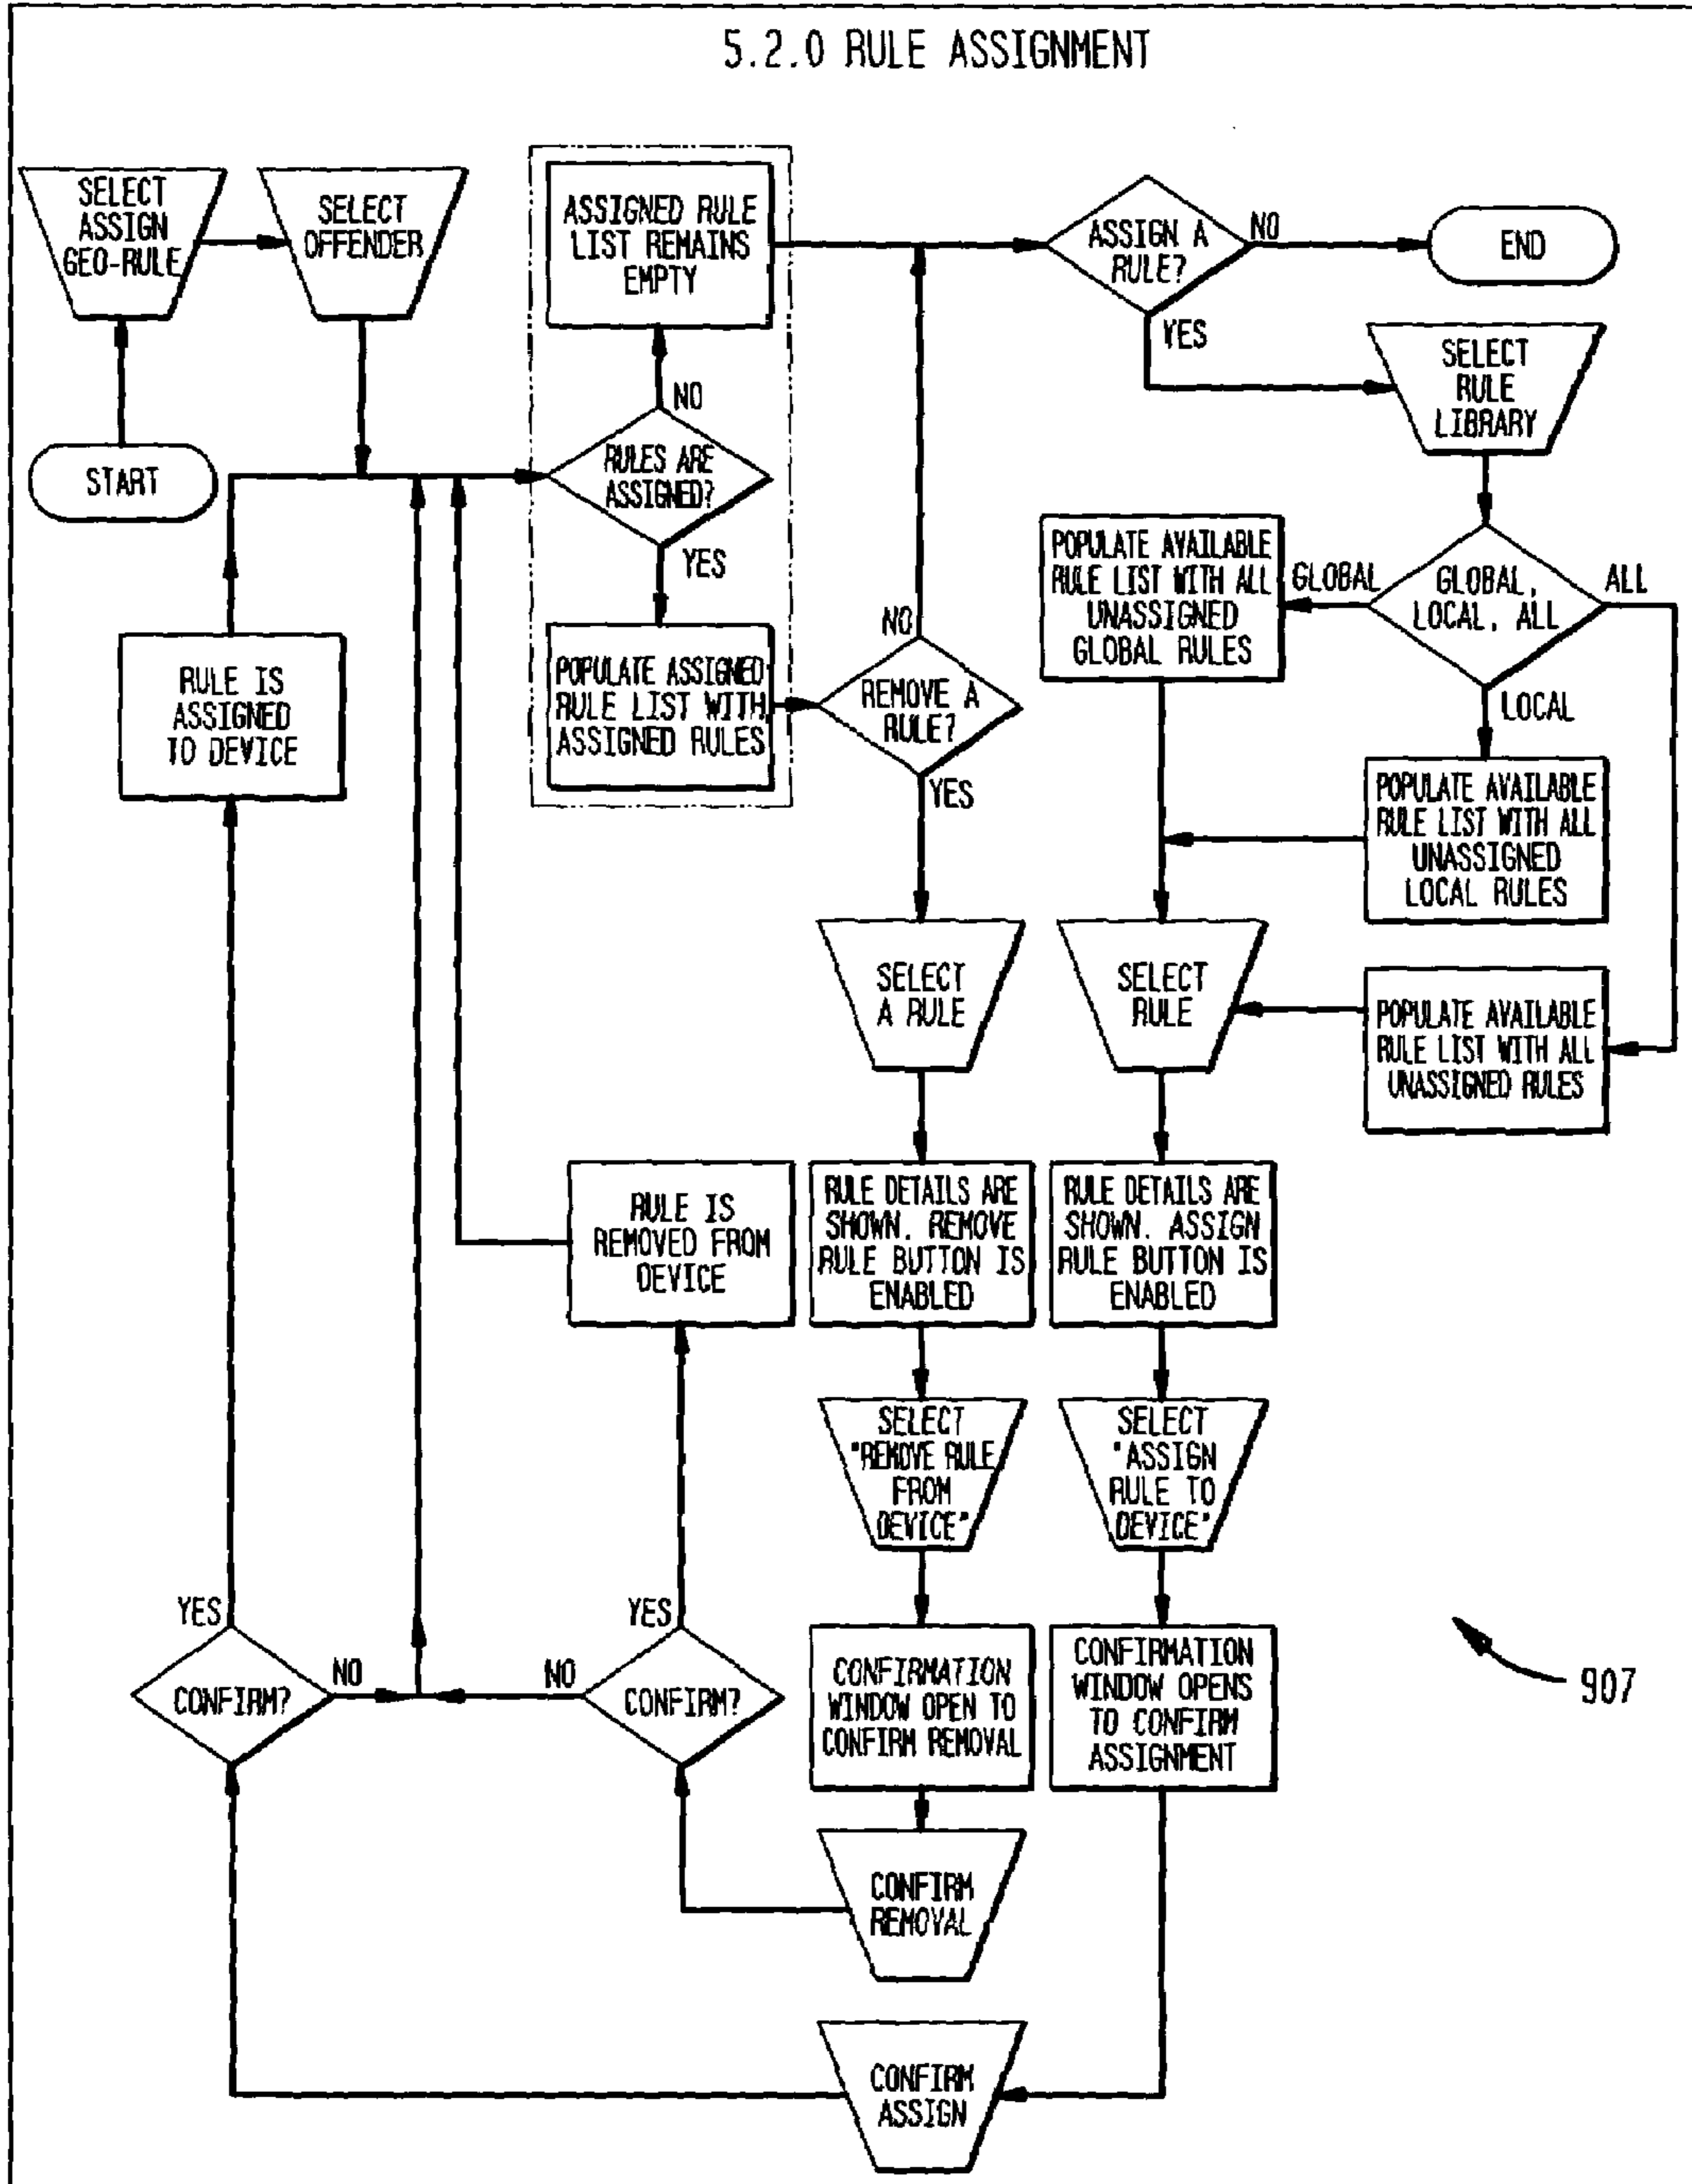 5.2.0 RULE ASSIGNMENT
SELECT
ASSIGN
GEO-RULE
SELECT
OFFENDER
START
ASSIGNED RULE
LIST REMAINS
EMPTY
NO
RULES ARE
ASSIGNED?
YES
POPULATE ASSIGNED
RULE LIST WITH
ASSIGNED RULES
ASSIGN A
RULE?
NO
END
YES
SELECT
RULE
LIBRARY
GLOBAL,
LOCAL, ALL
GLOBAL
ALL
LOCAL
POPULATE AVAILABLE
RULE LIST WITH ALL
UNASSIGNED
GLOBAL RULES
POPULATE AVAILABLE
RULE LIST WITH ALL
UNASSIGNED
LOCAL RULES
POPULATE AVAILABLE
RULE LIST WITH ALL
UNASSIGNED RULES
NO
REMOVE A
RULE?
YES
RULE IS
ASSIGNED
TO DEVICE
SELECT
A RULE
SELECT
RULE
RULE IS
REMOVED FROM
DEVICE
RULE DETAILS ARE
SHOWN. REMOVE
RULE BUTTON IS
ENABLED
RULE DETAILS ARE
SHOWN. ASSIGN
RULE BUTTON IS
ENABLED
SELECT
"REMOVE RULE
FROM
DEVICE"
SELECT
"ASSIGN
RULE TO
DEVICE"
YES
CONFIRM?
NO
YES
NO
CONFIRM?
CONFIRMATION
WINDOW OPEN TO
CONFIRM REMOVAL
CONFIRMATION
WINDOW OPENS
TO CONFIRM
ASSIGNMENT
907
CONFIRM
REMOVAL
CONFIRM
ASSIGN